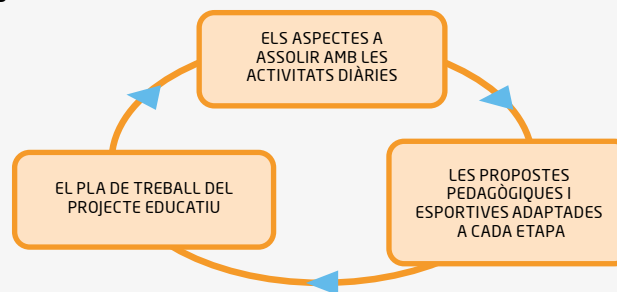 ELS ASPECTES A
ASSOLIR AMB LES
ACTIVITATS DIÀRIES
EL PLA DE TREBALL DEL
PROJECTE EDUCATIU
LES PROPOSTES
PEDAGÒGIQUES I
ESPORTIVES ADAPTADES
A CADA ETAPA